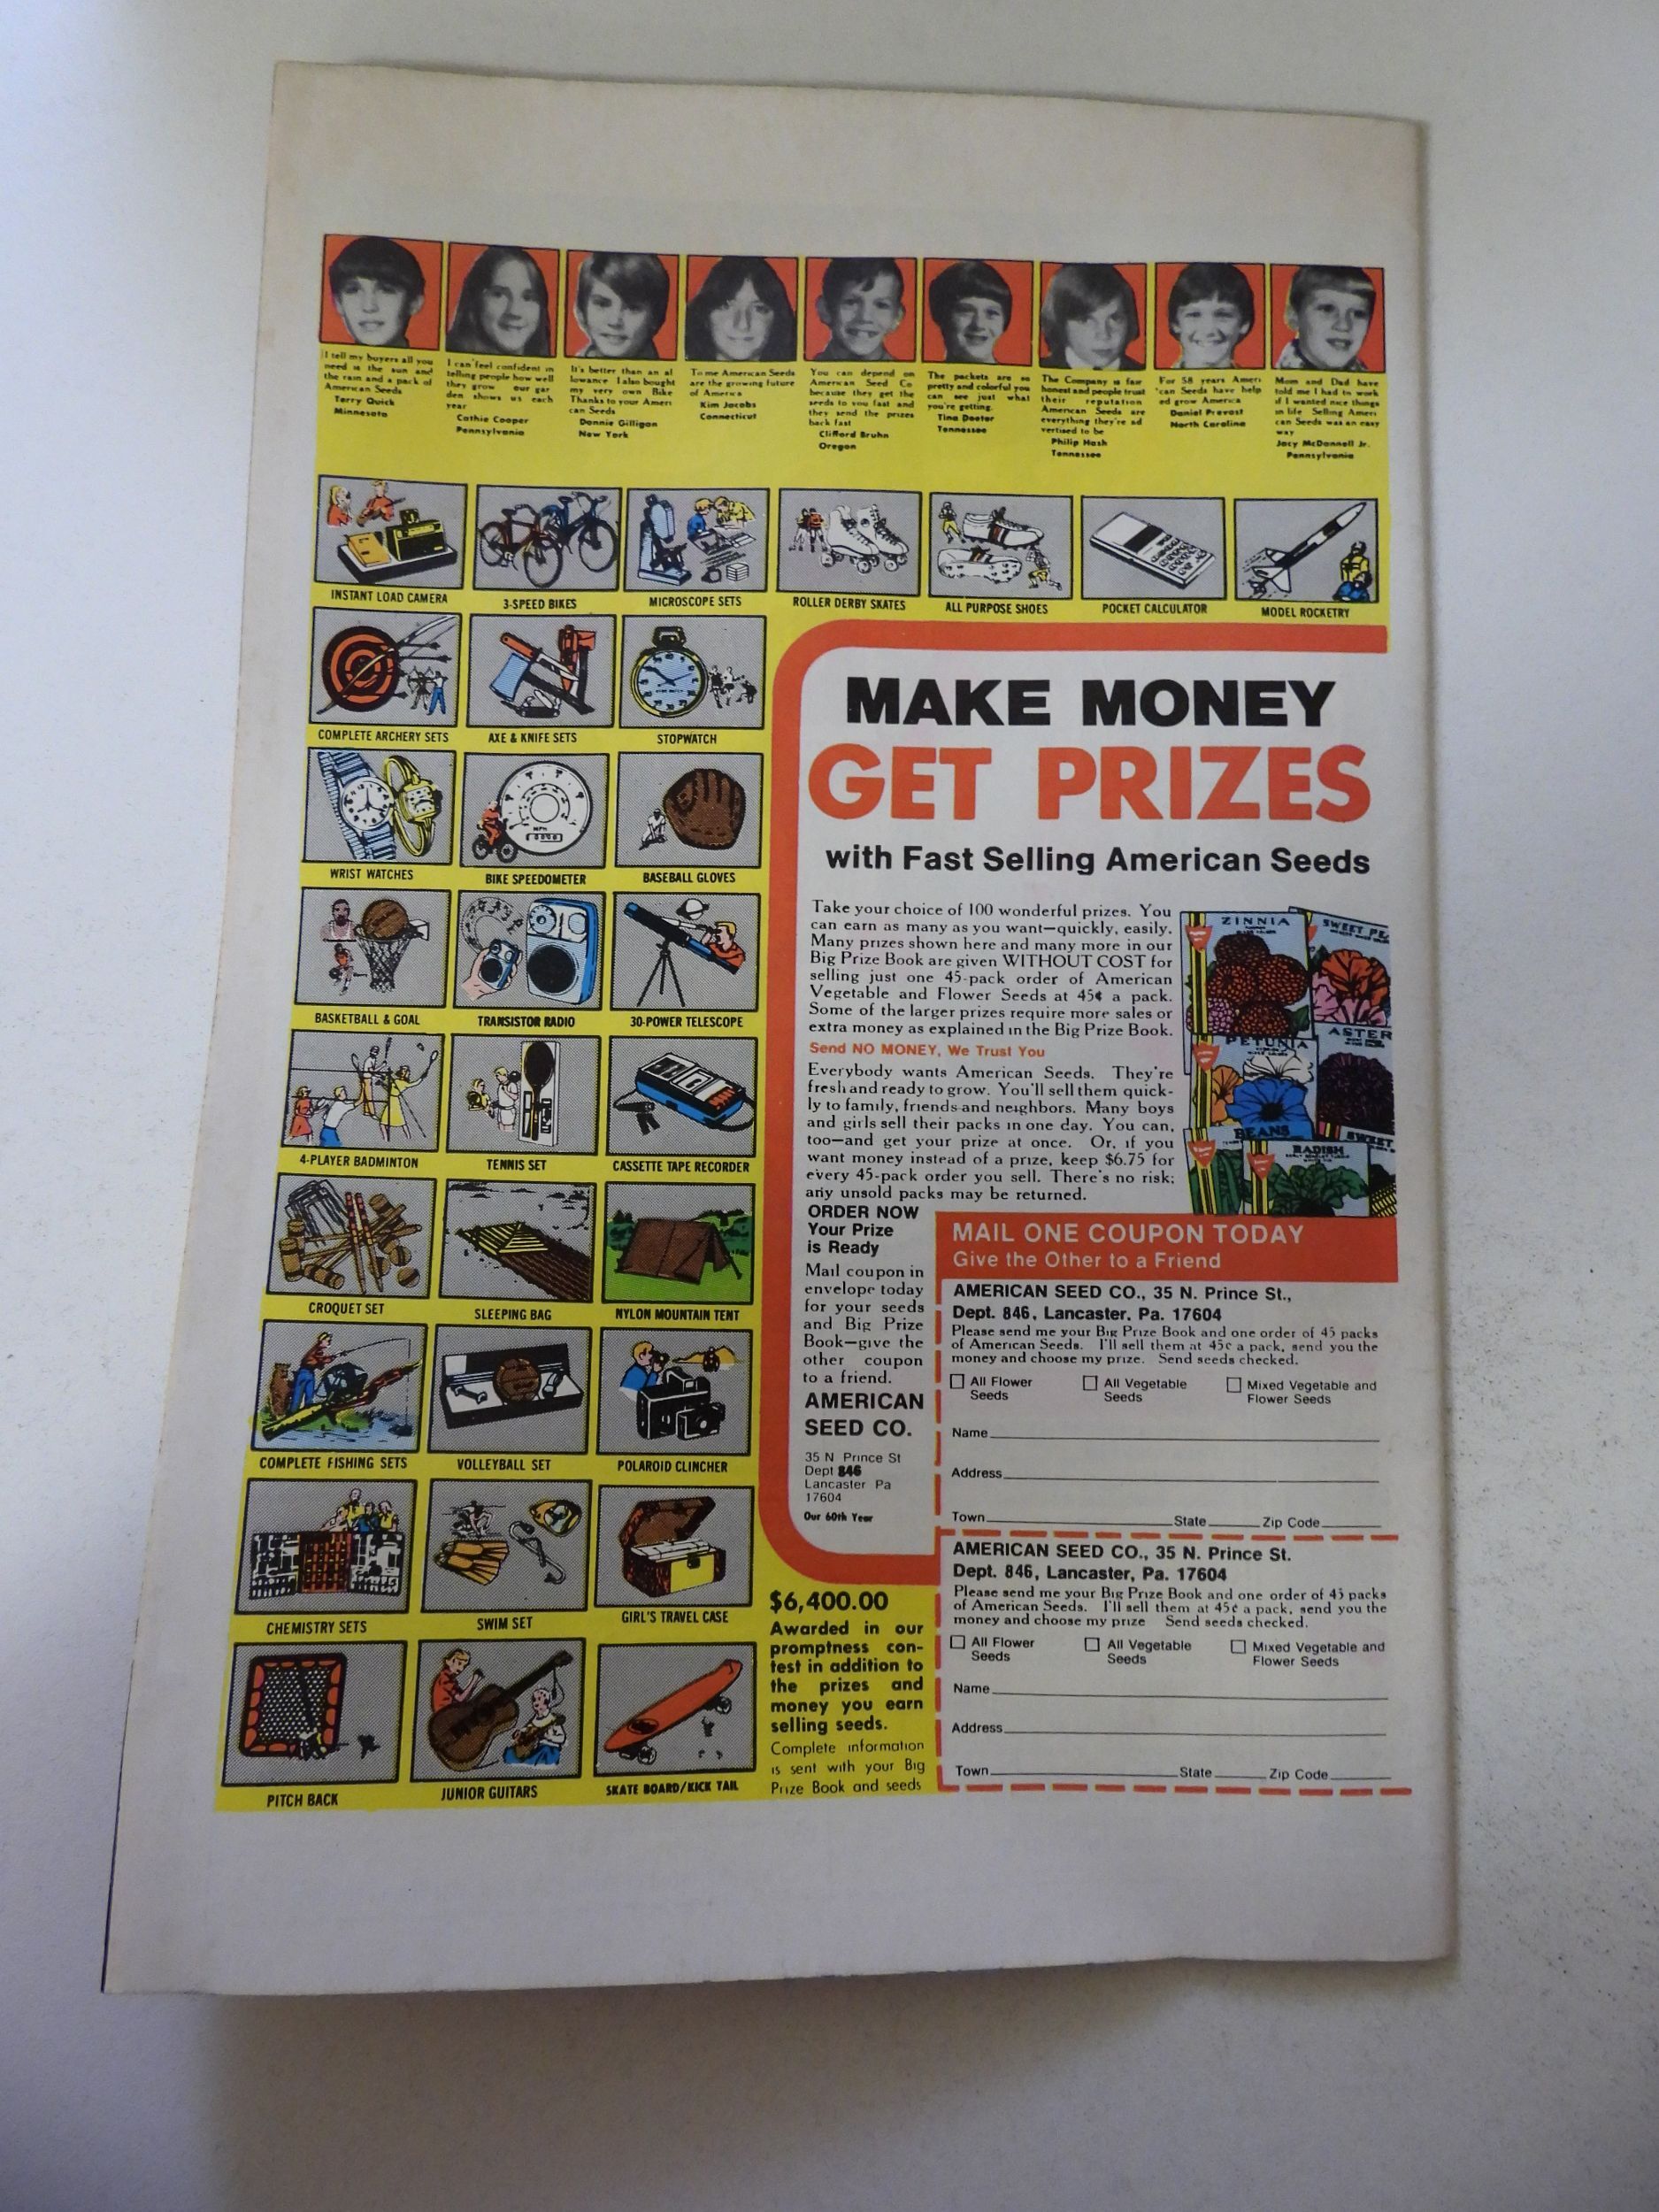 I tell my buyers all you
need is the sun and
the rain and a pack of
American Seeds
Terry Quick
Minnesota
I can feel confident in
telling people how well
they grow our gar
den shows us each
year
Cathie Cooper
Pennsylvania
It's better than an al
lowance I also bought
my very own Bike
Thanks to your Ameri
can Seeds
Donnie Gilligan
New York
To me American Seeds
are the growing future
of America
Kim Jacobs
Connecticut
You can depend on
American Seed Co
because they get the
seeds to you fast and
they send the prizes
back fast
Clifford Bruhn
Oregon
The packets are so
pretty and colorful you
can see just what
you're getting.
Tina Deeter
Tennessee
The Company is fair
honest and people trust
their reputation
American Seeds are
everything they're ad
vertised to be
Philip Hash
Tennessee
For 58 years Ameri
can Seeds have help
ed grow America
Daniel Provost
North Carolina
Mom and Dad have
told me I had to work
if I wanted nice things
in life Selling Ameri
can Seeds was an easy
way
Jacy McDannell Jr.
Pennsylvania
INSTANT LOAD CAMERA
3-SPEED BIKES
MICROSCOPE SETS
ROLLER DERBY SKATES
ALL PURPOSE SHOES
POCKET CALCULATOR
MODEL ROCKETRY
COMPLETE ARCHERY SETS
AXE & KNIFE SETS
STOPWATCH
WRIST WATCHES
MPH
BIKE SPEEDOMETER
BASEBALL GLOVES
BASKETBALL & GOAL
TRANSISTOR RADIO
30-POWER TELESCOPE
4-PLAYER BADMINTON
TENNIS SET
CASSETTE TAPE RECORDER
CROQUET SET
SLEEPING BAG
NYLON MOUNTAIN TENT
COMPLETE FISHING SETS
VOLLEYBALL SET
POLAROID CLINCHER
CHEMISTRY SETS
SWIM SET
GIRL'S TRAVEL CASE
PITCH BACK
JUNIOR GUITARS
SKATE BOARD/KICK TAIL
MAKE MONEY
GET PRIZES
with Fast Selling American Seeds
Take your choice of 100 wonderful prizes. You
can earn as many as you want—quickly, easily.
Many prizes shown here and many more in our
Big Prize Book are given WITHOUT COST for
selling just one 45-pack order of American
Vegetable and Flower Seeds at 45¢ a pack.
Some of the larger prizes require more sales or
extra money as explained in the Big Prize Book.
Send NO MONEY, We Trust You
Everybody wants American Seeds. They're
fresh and ready to grow. You'll sell them quick-
ly to family, friends and neighbors. Many boys
and girls sell their packs in one day. You can,
too—and get your prize at once. Or, if you
want money instead of a prize, keep $6.75 for
every 45-pack order you sell. There's no risk;
any unsold packs may be returned.
ZINNIA
SWEET PE
ASTER
PETUNIA
BEANS
SWEET
RADISH
ORDER NOW
Your Prize
is Ready
Mail coupon in
envelope today
for your seeds
and Big Prize
Book—give the
other coupon
to a friend.
AMERICAN
SEED CO.
35 N Prince St
Dept 846
Lancaster Pa
17604
Our 60th Year
MAIL ONE COUPON TODAY
Give the Other to a Friend
AMERICAN SEED CO., 35 N. Prince St.,
Dept. 846, Lancaster, Pa. 17604
Please send me your Big Prize Book and one order of 45 packs
of American Seeds. I'll sell them at 45¢ a pack, send you the
money and choose my prize. Send seeds checked.
All Flower Seeds
All Vegetable Seeds
Mixed Vegetable and Flower Seeds
Name
Address
Town State Zip Code
AMERICAN SEED CO., 35 N. Prince St.
Dept. 846, Lancaster, Pa. 17604
Please send me your Big Prize Book and one order of 45 packs
of American Seeds. I'll sell them at 45¢ a pack, send you the
money and choose my prize Send seeds checked.
All Flower Seeds
All Vegetable Seeds
Mixed Vegetable and Flower Seeds
Name
Address
Town State Zip Code
$6,400.00
Awarded in our
promptness con-
test in addition to
the prizes and
money you earn
selling seeds.
Complete information
is sent with your Big
Prize Book and seeds